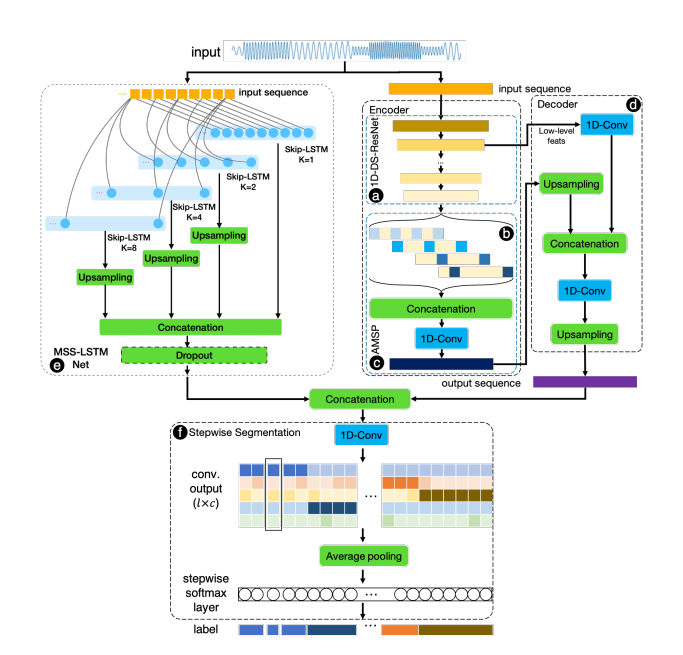 input
... input sequence
input sequence
Skip-LSTM
K=1
Skip-LSTM
K=2
Skip-LSTM
K=4
Skip-LSTM
K=8
...
...
...
Upsampling
Upsampling
Upsampling
Concatenation
Dropout
MSS-LSTM
Net
e
Encoder
1D-DS-ResNet
...
a
b
Concatenation
1D-Conv
AMSP
c
Decoder
d
Low-level
feats
1D-Conv
Upsampling
Concatenation
1D-Conv
Upsampling
output sequence
Concatenation
f Stepwise Segmentation
1D-Conv
conv.
output
(l×c)
...
Average pooling
stepwise
softmax
layer
...
label
...